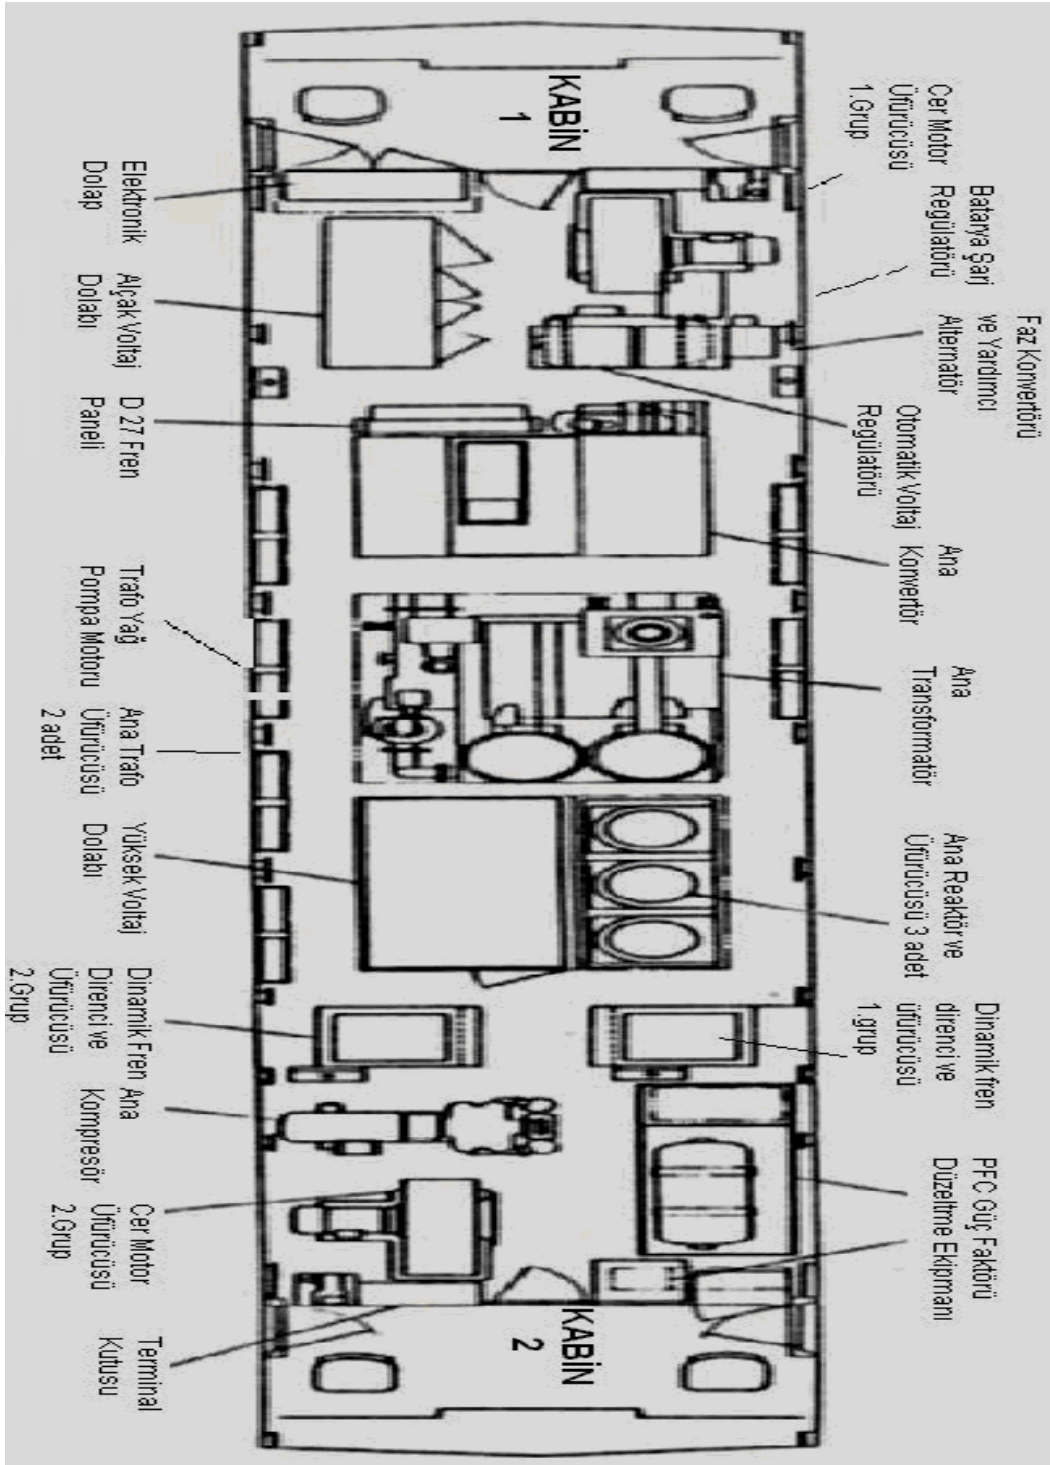 Cer Motor
Üfürücüsü
1.Grup
Batarya Şarj
Regülatörü
Faz Konvertörü
ve Yardımcı
Alternatör
Otomatik Voltaj
Regülatörü
Ana
Konvertör
Ana
Transformatör
Ana Reaktör ve
Üfürücüsü 3 adet
Dinamik fren
direnci ve
üfürücüsü
1.grup
PFC Güç Faktörü
Düzeltme Ekipmanı
KABİN
1
KABİN
2
Elektronik
Dolap
Alçak Voltaj
Dolabı
D 27 Fren
Paneli
Trafo Yağ
Pompa Motoru
Ana Trafo
Üfürücüsü
2 adet
Yüksek Voltaj
Dolabı
Dinamik Fren
Direnci ve
Üfürücüsü
2.Grup
Ana
Kompresör
Cer Motor
Üfürücüsü
2.Grup
Terminal
Kutusu